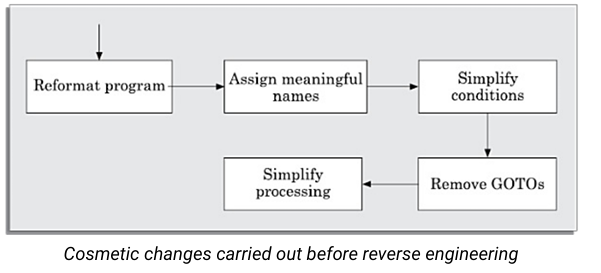 Reformat program
Assign meaningful
names
Simplify
conditions
Remove GOTOs
Simplify
processing
Cosmetic changes carried out before reverse engineering